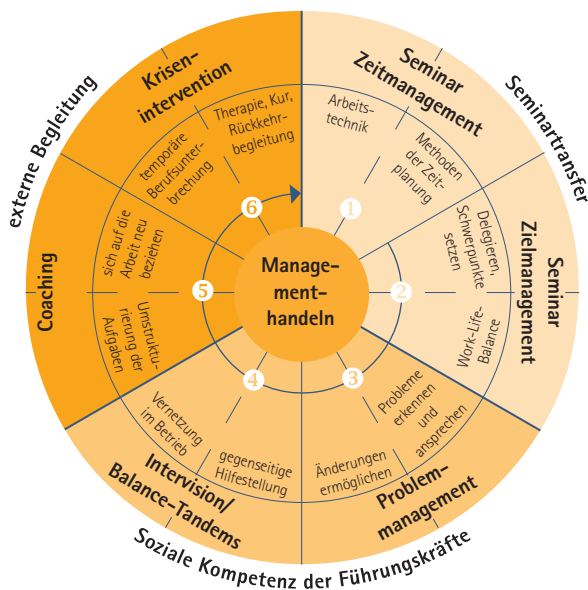 Seminartransfer
Seminar
Zeitmanagement
Arbeits-
technik
Methoden
der Zeit-
planung
1
Seminar
Zielmanagement
Delegieren,
Schwerpunkte
setzen
Work-Life-
Balance
2
Soziale Kompetenz der Führungskräfte
Problem-
management
Probleme
erkennen
und
ansprechen
Änderungen
ermöglichen
3
Intervision/
Balance-Tandems
gegenseitige
Hilfestellung
Vernetzung
im Betrieb
4
externe Begleitung
Coaching
Umstruktu-
rierung der
Aufgaben
sich auf die
Arbeit neu
beziehen
5
Krisen-
intervention
temporäre
Berufsunter-
brechung
Therapie, Kur,
Rückkehr-
begleitung
6
Manage-
ment-
handeln